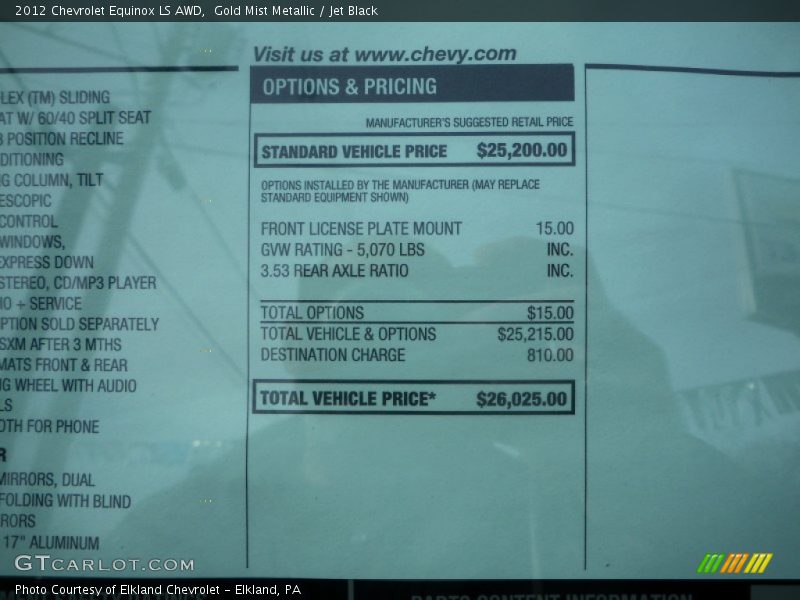 2012 Chevrolet Equinox LS AWD, Gold Mist Metallic / Jet Black
LEX (TM) SLIDING
AT W/ 60/40 SPLIT SEAT
3 POSITION RECLINE
DITIONING
G COLUMN, TILT
ESCOPIC
CONTROL
WINDOWS,
EXPRESS DOWN
STEREO, CD/MP3 PLAYER
IO + SERVICE
PTION SOLD SEPARATELY
SXM AFTER 3 MTHS
MATS FRONT & REAR
G WHEEL WITH AUDIO
LS
OTH FOR PHONE
R
MIRRORS, DUAL
FOLDING WITH BLIND
RORS
17" ALUMINUM
Visit us at www.chevy.com
OPTIONS & PRICING
MANUFACTURER'S SUGGESTED RETAIL PRICE
STANDARD VEHICLE PRICE $25,200.00
OPTIONS INSTALLED BY THE MANUFACTURER (MAY REPLACE
STANDARD EQUIPMENT SHOWN)
FRONT LICENSE PLATE MOUNT 15.00
GVW RATING - 5,070 LBS INC.
3.53 REAR AXLE RATIO INC.
TOTAL OPTIONS $15.00
TOTAL VEHICLE & OPTIONS $25,215.00
DESTINATION CHARGE 810.00
TOTAL VEHICLE PRICE* $26,025.00
GTCARLOT.COM
Photo Courtesy of Elkland Chevrolet - Elkland, PA
PARTS CONTENT INFORMATION